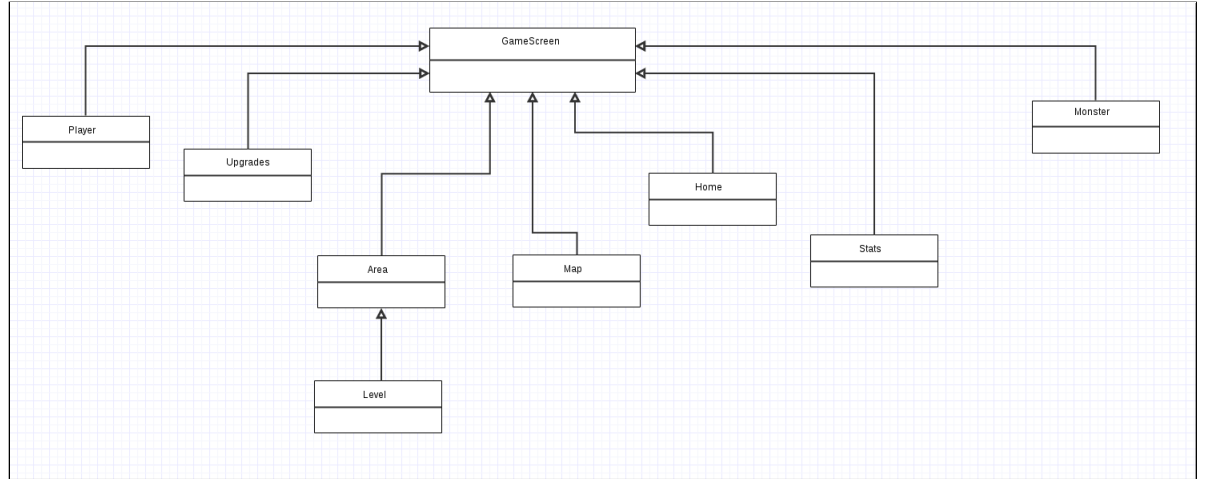 GameScreen
Player
Monster
Upgrades
Home
Stats
Area
Map
Level